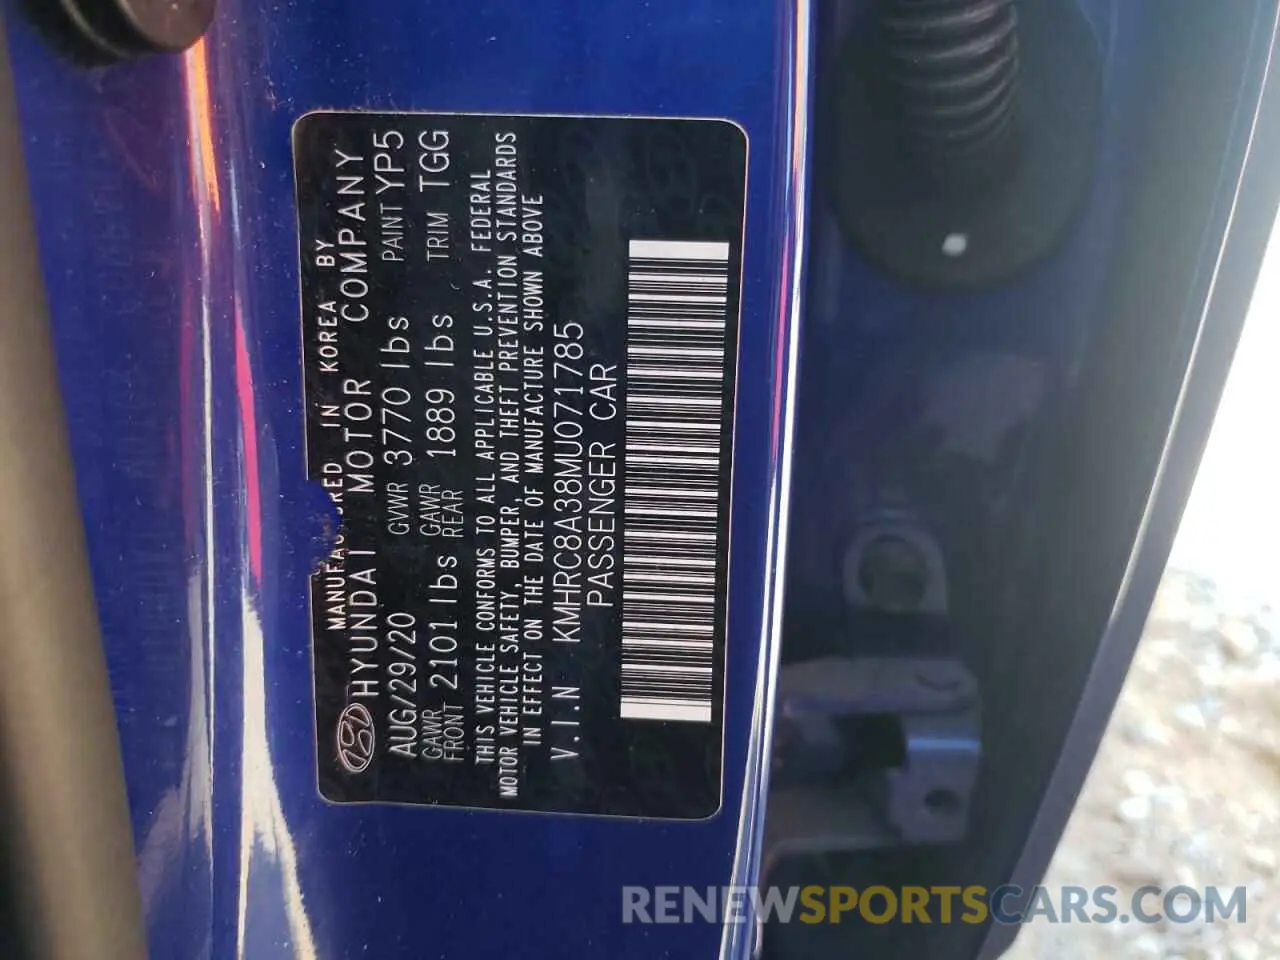 MANUFACTURED IN KOREA BY
HYUNDAI MOTOR COMPANY
AUG/29/20 GVWR 3770 lbs PAINT YP5
GAWR FRONT 2101 lbs GAWR REAR 1889 lbs TRIM TGG
THIS VEHICLE CONFORMS TO ALL APPLICABLE U.S.A. FEDERAL
MOTOR VEHICLE SAFETY, BUMPER, AND THEFT PREVENTION STANDARDS
IN EFFECT ON THE DATE OF MANUFACTURE SHOWN ABOVE
V.I.N KMHRC8A38MU071785
PASSENGER CAR
RENEWSPORTSCARS.COM